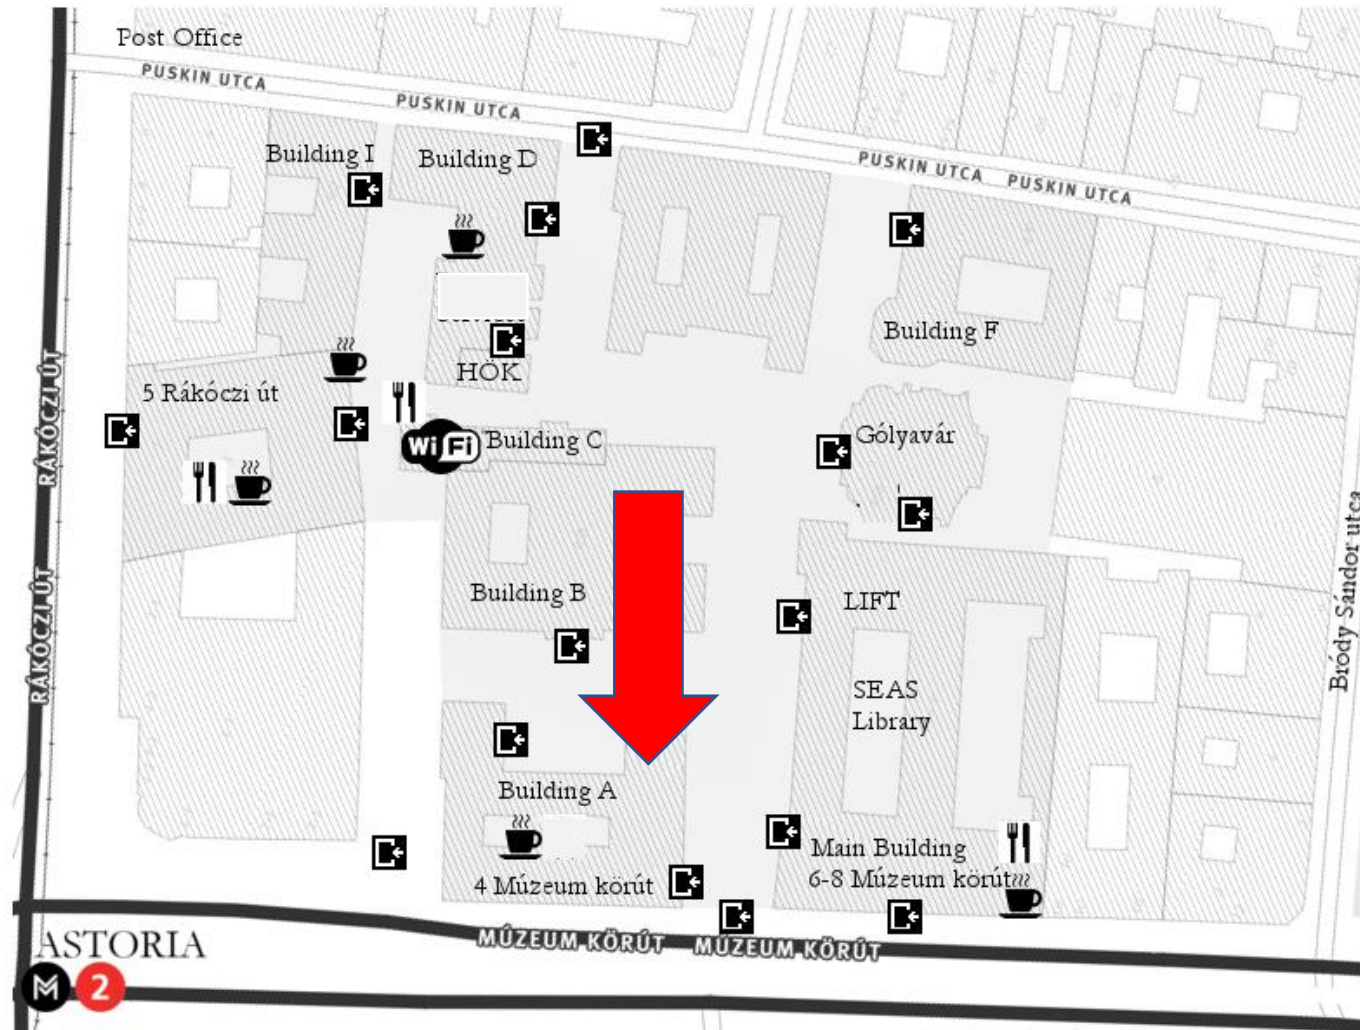 Post Office
PUSKIN UTCA
PUSKIN UTCA
PUSKIN UTCA
PUSKIN UTCA
Building I
Building D
Building F
HÖK
5 Rákóczi út
RÁKÓCZI ÚT
RÁKÓCZI ÚT
WiFi
Building C
Gólyavár
Bródy Sándor utca
Building B
LIFT
SEAS
Library
Building A
4 Múzeum körút
Main Building
6-8 Múzeum körút
MÚZEUM KÖRÚT
MÚZEUM KÖRÚT
ASTORIA
M 2